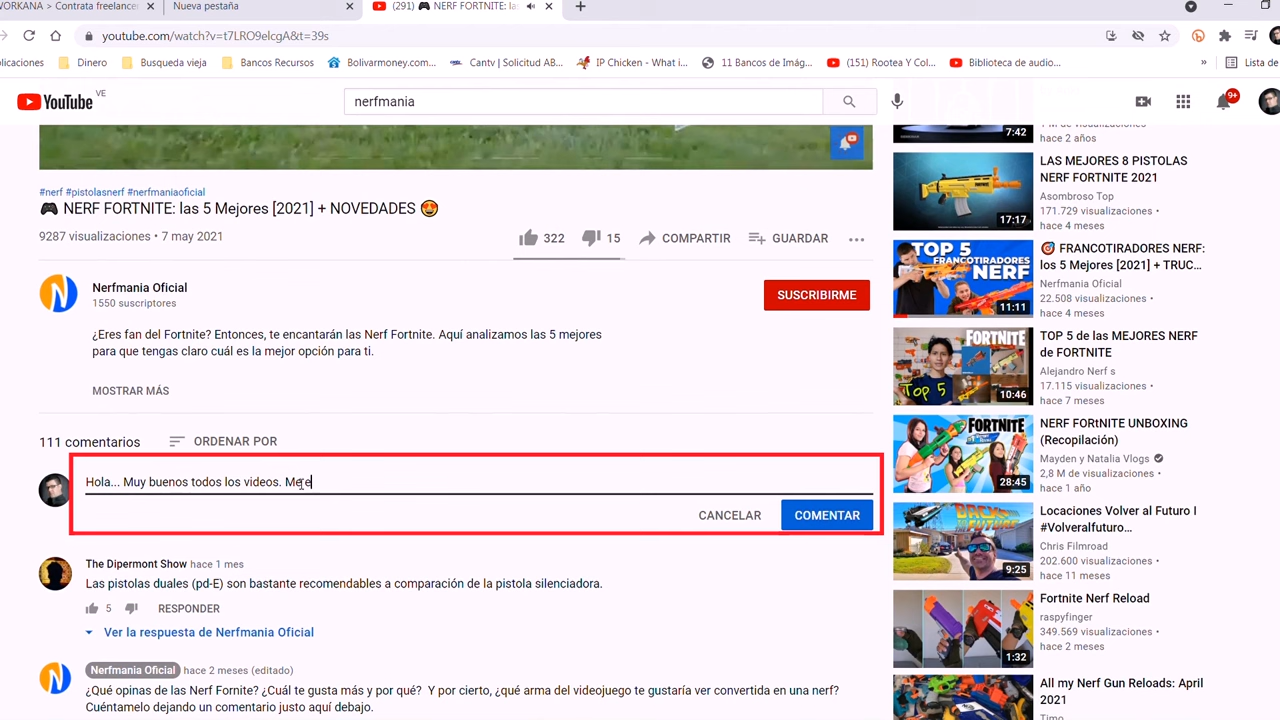 VORKANA > Contrata freelancer
Nueva pestaña
(291) 🎮 NERF FORTNITE: las
youtube.com/watch?v=t7LRO9elcgA&t=39s
licaciones
Dinero
Busqueda vieja
Bancos Recursos
Bolivarmoney.com...
Cantv | Solicitud AB...
IP Chicken - What i...
11 Bancos de Imág...
(151) Rootea Y Col...
Biblioteca de audio...
»
Lista de
YouTube VE
nerfmania
9+
#nerf #pistolasnerf #nerfmaniaoficial
🎮 NERF FORTNITE: las 5 Mejores [2021] + NOVEDADES 😍
9287 visualizaciones • 7 may 2021
322
15
COMPARTIR
GUARDAR
Nerfmania Oficial
1550 suscriptores
SUSCRIBIRME
¿Eres fan del Fortnite? Entonces, te encantarán las Nerf Fortnite. Aquí analizamos las 5 mejores
para que tengas claro cuál es la mejor opción para ti.
MOSTRAR MÁS
111 comentarios
ORDENAR POR
Hola... Muy buenos todos los videos. Me e
CANCELAR
COMENTAR
The Dipermont Show hace 1 mes
Las pistolas duales (pd-E) son bastante recomendables a comparación de la pistola silenciadora.
5
RESPONDER
Ver la respuesta de Nerfmania Oficial
Nerfmania Oficial hace 2 meses (editado)
¿Qué opinas de las Nerf Fornite? ¿Cuál te gusta más y por qué? Y por cierto, ¿qué arma del videojuego te gustaría ver convertida en una nerf?
Cuéntamelo dejando un comentario justo aquí debajo.
7:42
hace 2 años
FORTNITE
17:17
LAS MEJORES 8 PISTOLAS
NERF FORTNITE 2021
Asombroso Top
171.729 visualizaciones •
hace 4 meses
TOP 5
FRANCOTIRADORES
NERF
11:11
🎯 FRANCOTIRADORES NERF:
los 5 Mejores [2021] + TRUC...
Nerfmania Oficial
22.508 visualizaciones •
hace 4 meses
FORTNITE
TOP 5
10:46
TOP 5 de las MEJORES NERF
de FORTNITE
Alejandro Nerf s
17.115 visualizaciones •
hace 7 meses
FORTNITE
28:45
NERF FORtNITE UNBOXING
(Recopilación)
Mayden y Natalia Vlogs
2,8 M de visualizaciones •
hace 1 año
BACK TO THE FUTURE
9:25
Locaciones Volver al Futuro I
#Volveralfuturo…
Chris Filmroad
202.600 visualizaciones •
hace 11 meses
1:32
Fortnite Nerf Reload
raspyfinger
349.569 visualizaciones •
hace 2 meses
All my Nerf Gun Reloads: April
2021
Timo